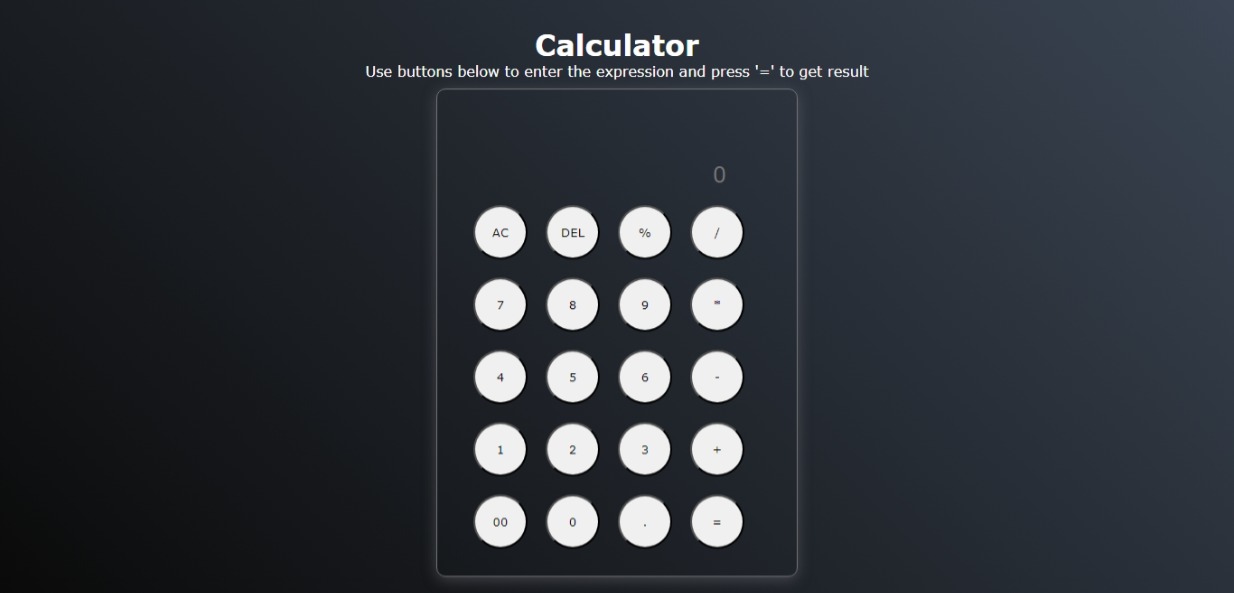 Calculator
Use buttons below to enter the expression and press '=' to get result
0
AC DEL % /
7 8 9 *
4 5 6 -
1 2 3 +
00 0 . =